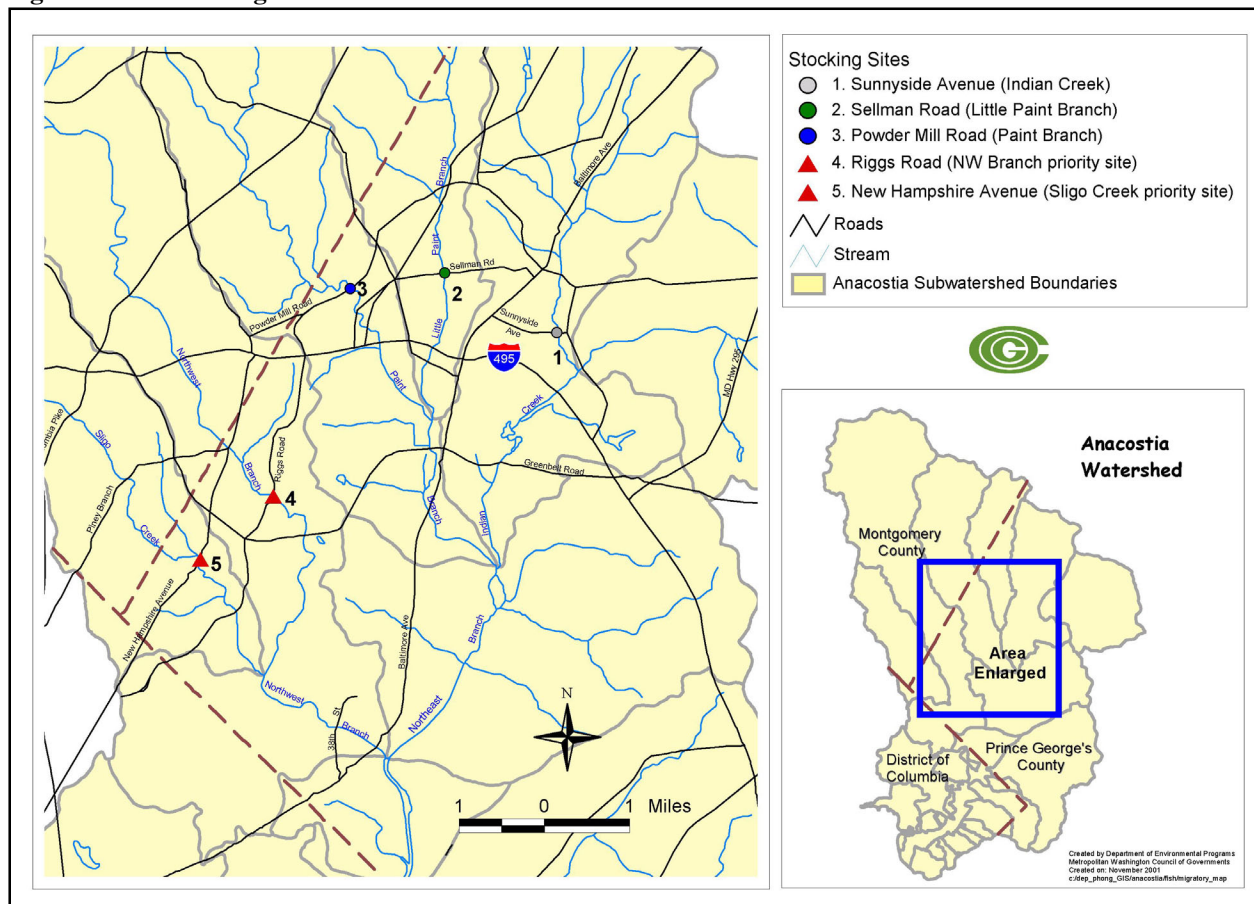 Stocking Sites
1. Sunnyside Avenue (Indian Creek)
2. Sellman Road (Little Paint Branch)
3. Powder Mill Road (Paint Branch)
4. Riggs Road (NW Branch priority site)
5. New Hampshire Avenue (Sligo Creek priority site)
Roads
Stream
Anacostia Subwatershed Boundaries
COG
Baltimore Ave
Branch
Paint
Sellman Rd
2
3
Powder Mill Road
Little
Sunnyside
Ave
1
495
MD Hwy 295
Northwest
Paint
Creek
Sligo
Branch
Riggs Road
4
Greenbelt Road
Piney Branch
Branch
Indian
Creek
5
New Hampshire Avenue
Baltimore Ave
Branch
Northeast
Northwest
Branch
38th St
N
1 0 1 Miles
Anacostia
Watershed
Montgomery
County
Area
Enlarged
District of
Columbia
Prince George's
County
Created by Department of Environmental Programs
Metropolitan Washington Council of Governments
Created on: November 2001
c:/dep_phong_GIS/anacostia/fish/migratory_map